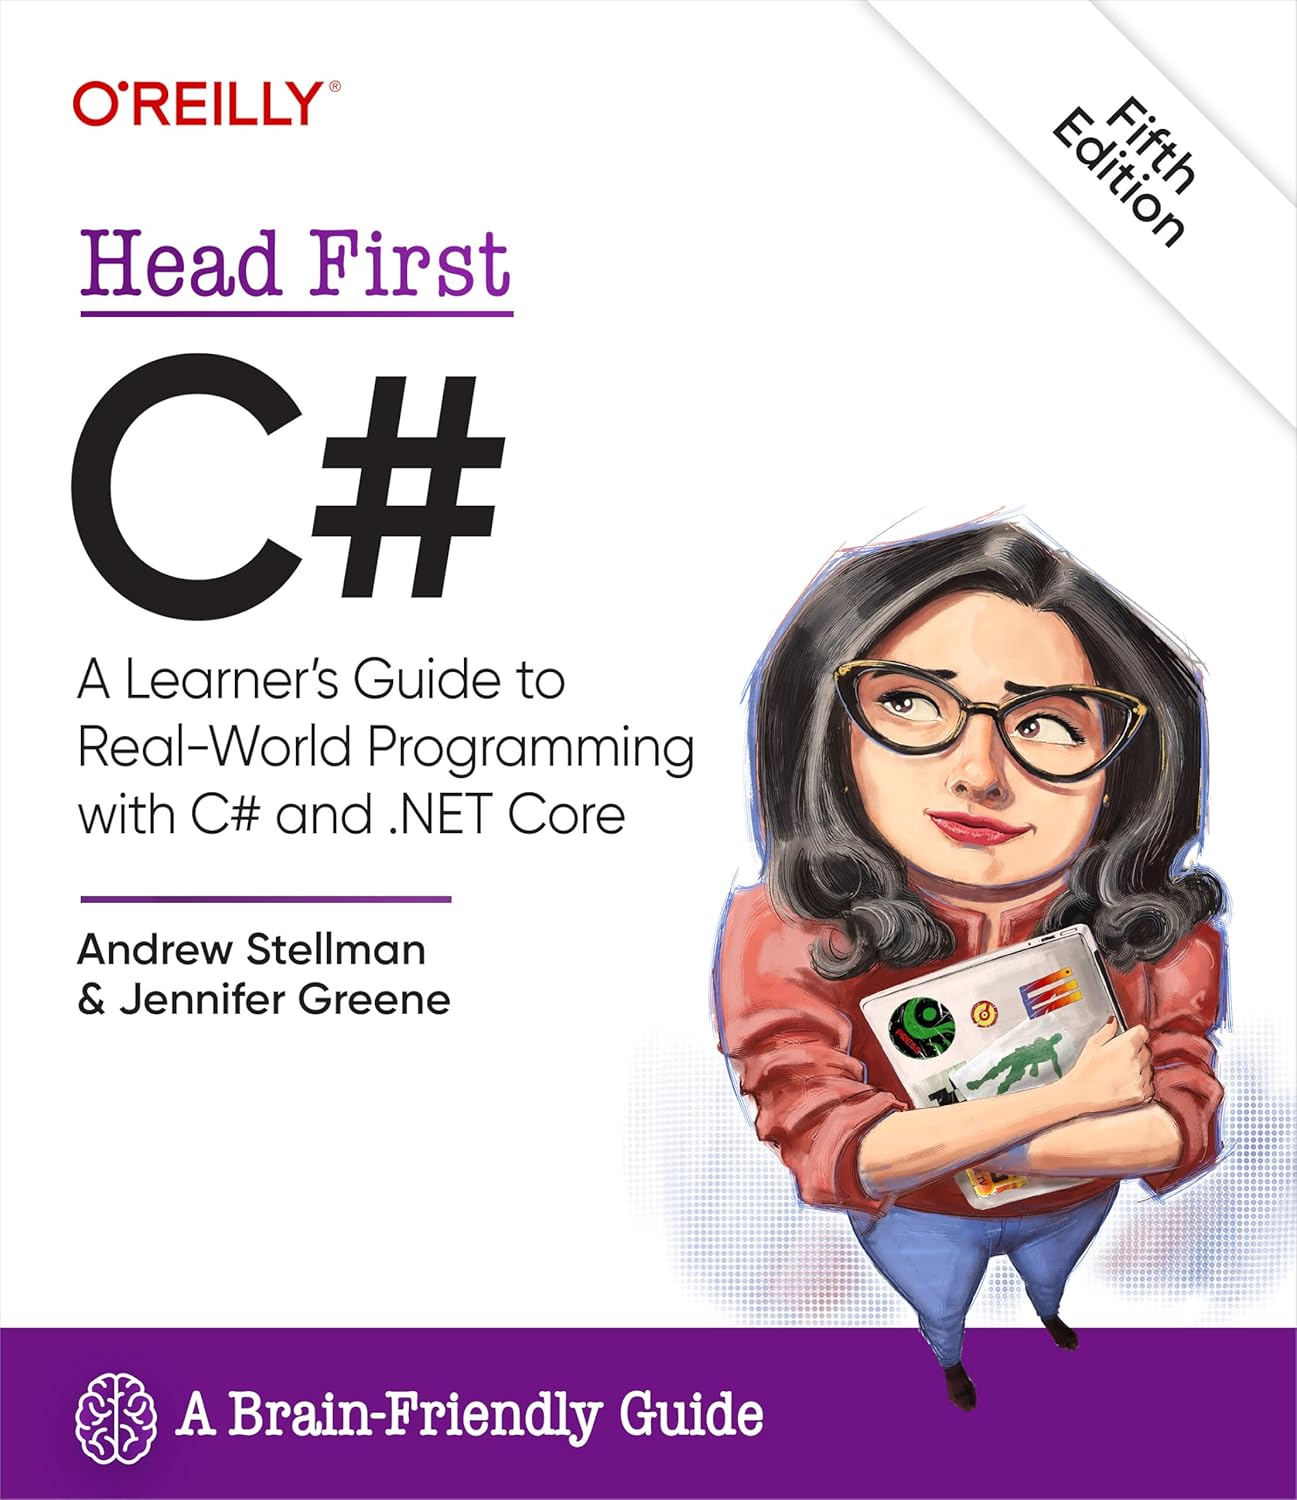 O'REILLY®
Fifth
Edition
Head First
C#
A Learner's Guide to
Real-World Programming
with C# and .NET Core
Andrew Stellman
& Jennifer Greene
PRESS
A Brain-Friendly Guide